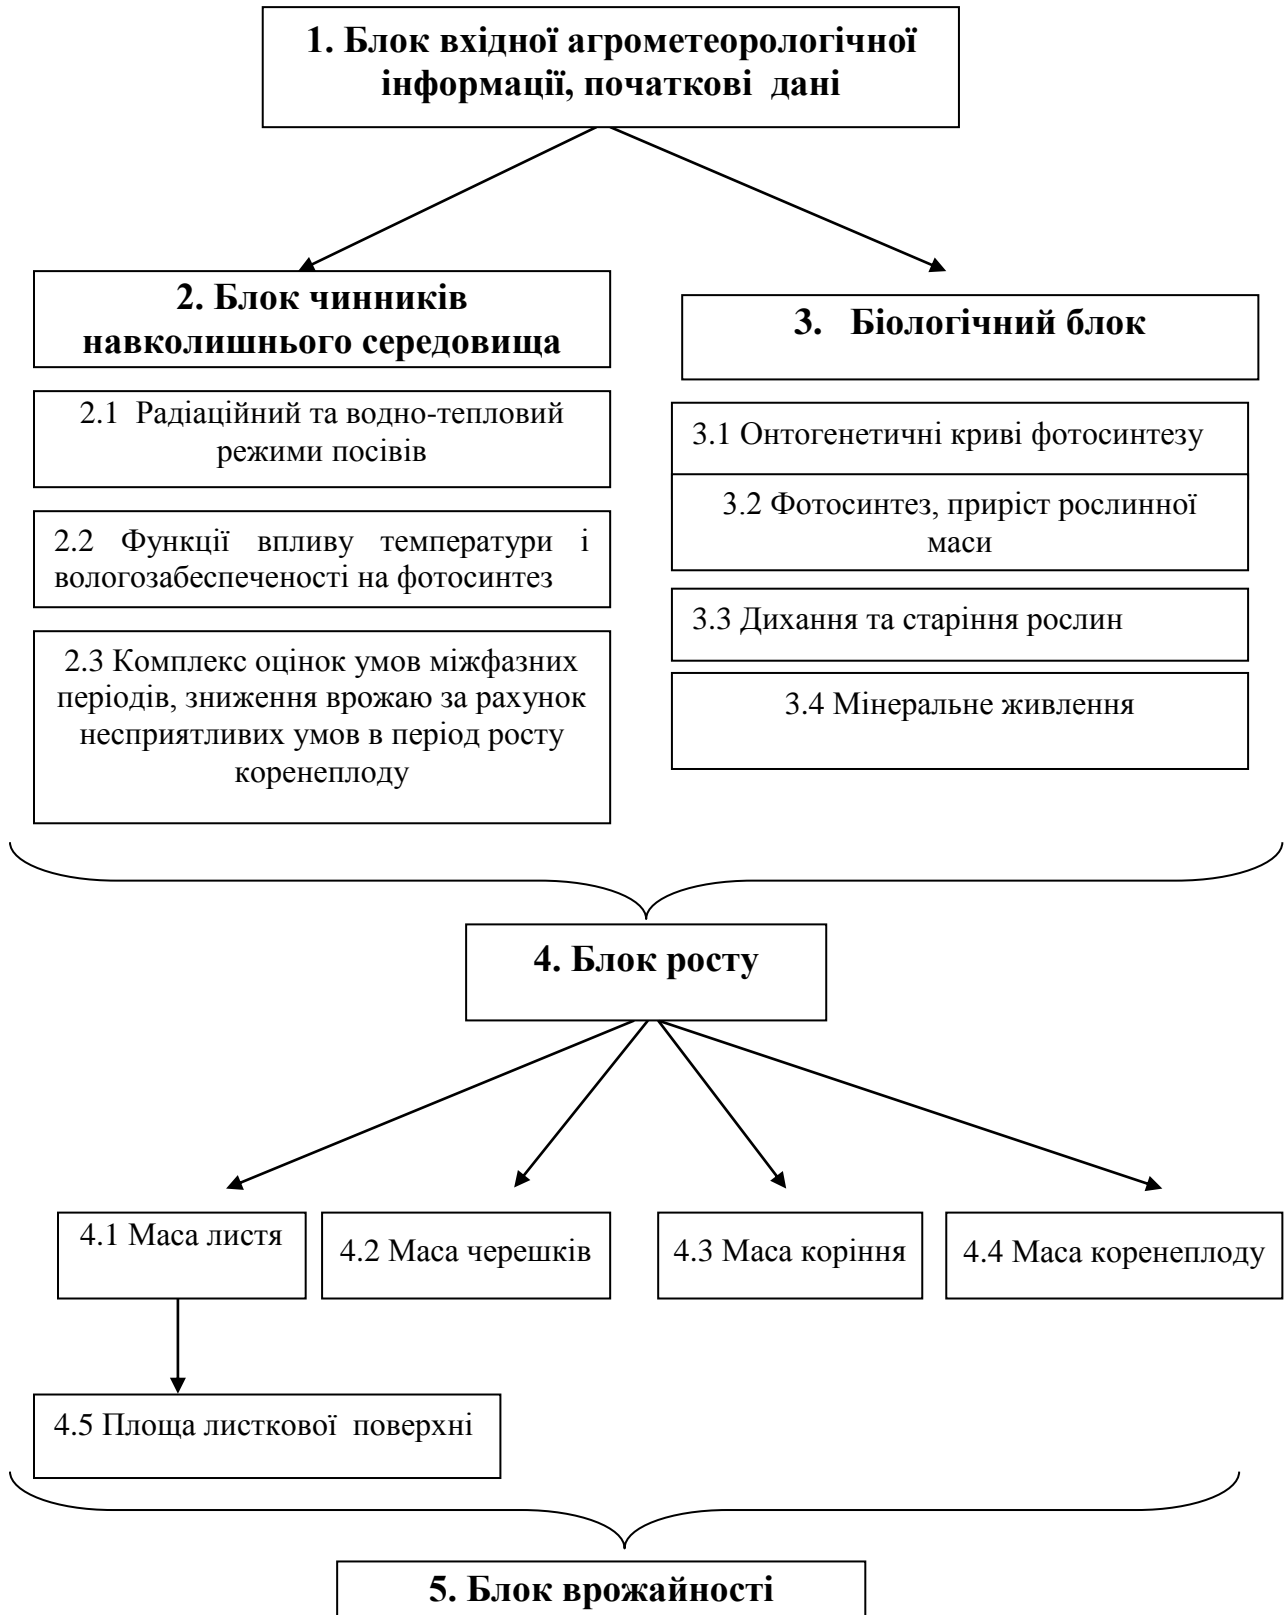 1. Блок вхідної агрометеорологічної
інформації, початкові дані
2. Блок чинників
навколишнього середовища
3. Біологічний блок
2.1 Радіаційний та водно-тепловий
режими посівів
2.2 Функції впливу температури і
вологозабеспеченості на фотосинтез
2.3 Комплекс оцінок умов міжфазних
періодів, зниження врожаю за рахунок
несприятливих умов в період росту
коренеплоду
3.1 Онтогенетичні криві фотосинтезу
3.2 Фотосинтез, приріст рослинної
маси
3.3 Дихання та старіння рослин
3.4 Мінеральне живлення
4. Блок росту
4.1 Маса листя
4.2 Маса черешків
4.3 Маса коріння
4.4 Маса коренеплоду
4.5 Площа листкової поверхні
5. Блок врожайності